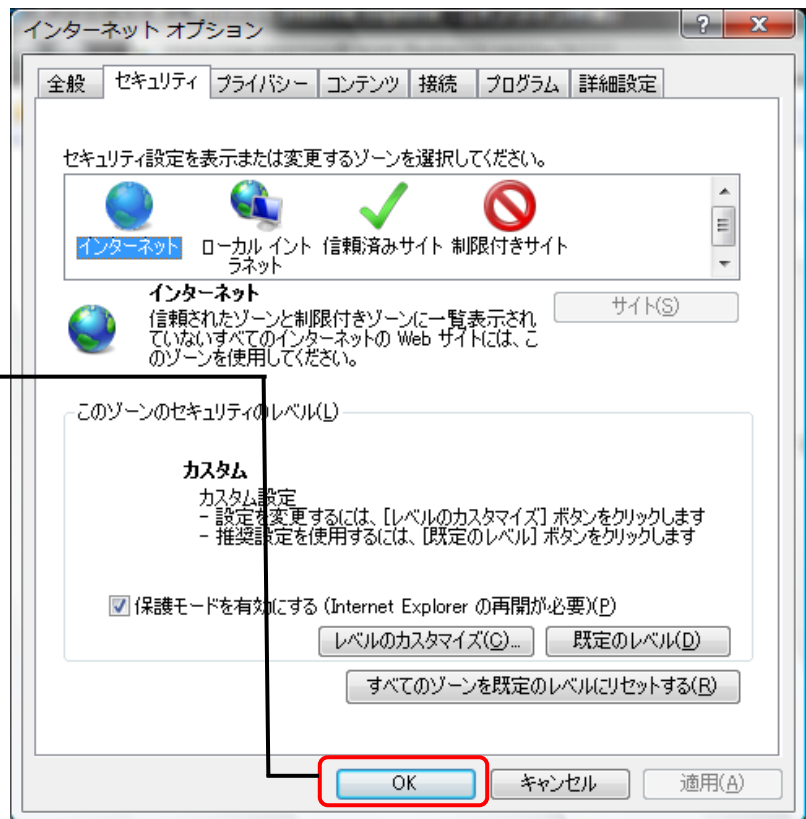 インターネット オプション
?
X
全般 セキュリティ プライバシー コンテンツ 接続 プログラム 詳細設定
セキュリティ設定を表示または変更するゾーンを選択してください。
インターネット ローカル イント 信頼済みサイト 制限付きサイト
ラネット
インターネット
サイト(S)
信頼されたゾーンと制限付きゾーンに一覧表示され
ていないすべてのインターネットの Web サイトには、こ
のゾーンを使用してください。
このゾーンのセキュリティのレベル(L)
カスタム
カスタム設定
- 設定を変更するには、[レベルのカスタマイズ] ボタンをクリックします
- 推奨設定を使用するには、[既定のレベル] ボタンをクリックします
保護モードを有効にする (Internet Explorer の再開が必要)(P)
レベルのカスタマイズ(C)... 既定のレベル(D)
すべてのゾーンを既定のレベルにリセットする(R)
OK キャンセル 適用(A)